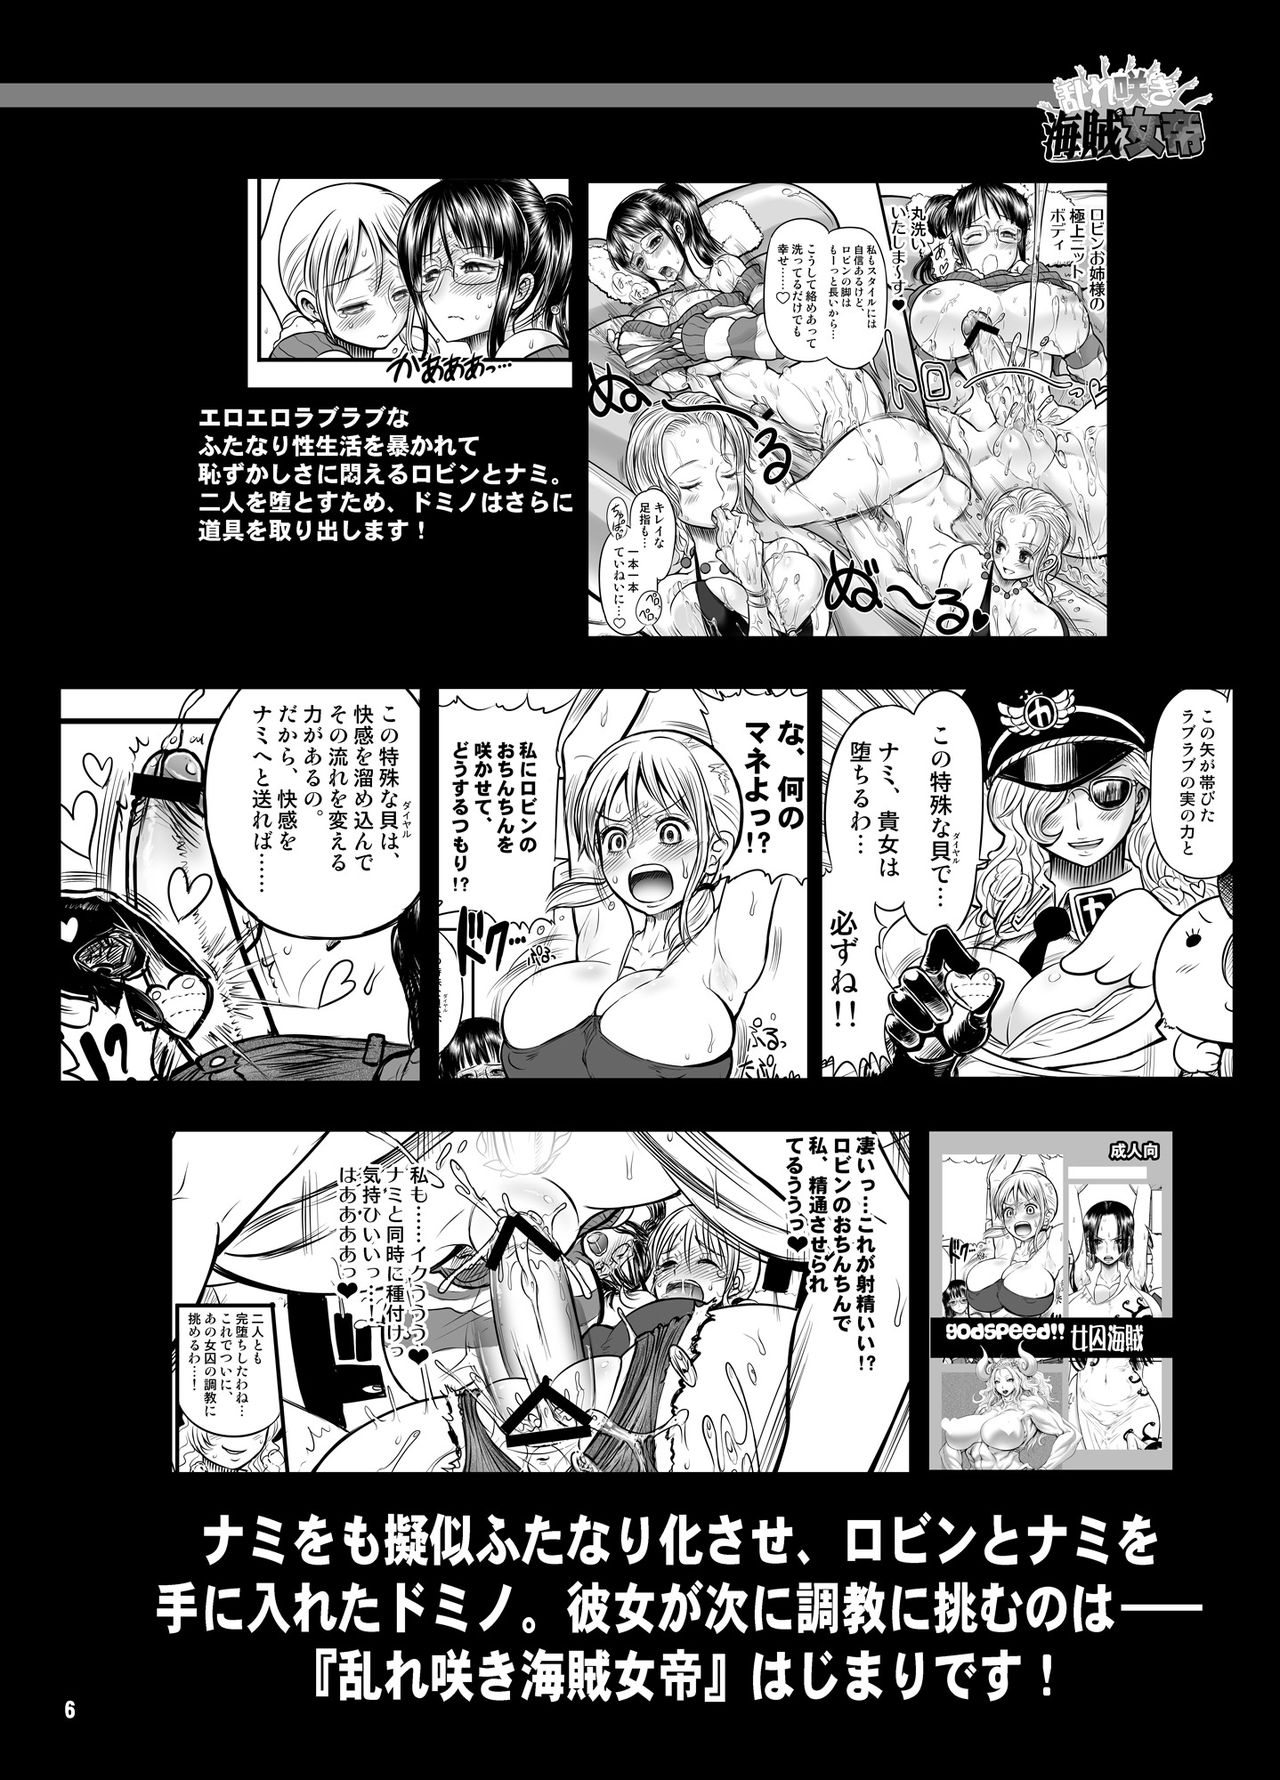 乱れ咲き
海賊女帝
ロビンお姉様の
極上ニット
ボディ
丸洗い
いたしま〜す♥
私もスタイルには
自信あるけど、
ロビンの脚は
もーっと長いから…
こうして絡めあって
洗ってるだけでも
幸せ……♡
キレイな
足指も…
一本一本
ていねいに…♡
ぬ〜〜る
ぬ〜〜る♥
かあああっ…
エロエロラブラブな
ふたなり性生活を暴かれて
恥ずかしさに悶えるロビンとナミ。
二人を堕とすため、ドミノはさらに
道具を取り出します！
この矢が帯びた
ラブラブの実の力と
この特殊な貝で…
ダイヤル
ナミ、貴女は
堕ちるわ…
必ずね!!
な、何の
マネよっ!?
私にロビンの
おちんちんを
咲かせて、
どうするつもり!?
ドクン…
ぷるっ
この特殊な貝は、
ダイヤル
快感を溜め込んで
その流れを変える
力があるの。
だから、快感を
ナミへと送れば……
凄いっ…これが射精いい!?
ロビンのおちんちんで
私、精通させられ
てるううっ♥
私も……イクううう♥
ナミと同時に種付けっ
気持ひいいっ…！
はああああっ♥
二人とも
完堕ちしたわね…
これでついに、
あの女囚の調教に
挑めるわ…！
成人向
godspeed!!
女囚海賊
ナミをも擬似ふたなり化させ、ロビンとナミを
手に入れたドミノ。彼女が次に調教に挑むのは――
『乱れ咲き海賊女帝』はじまりです！
6